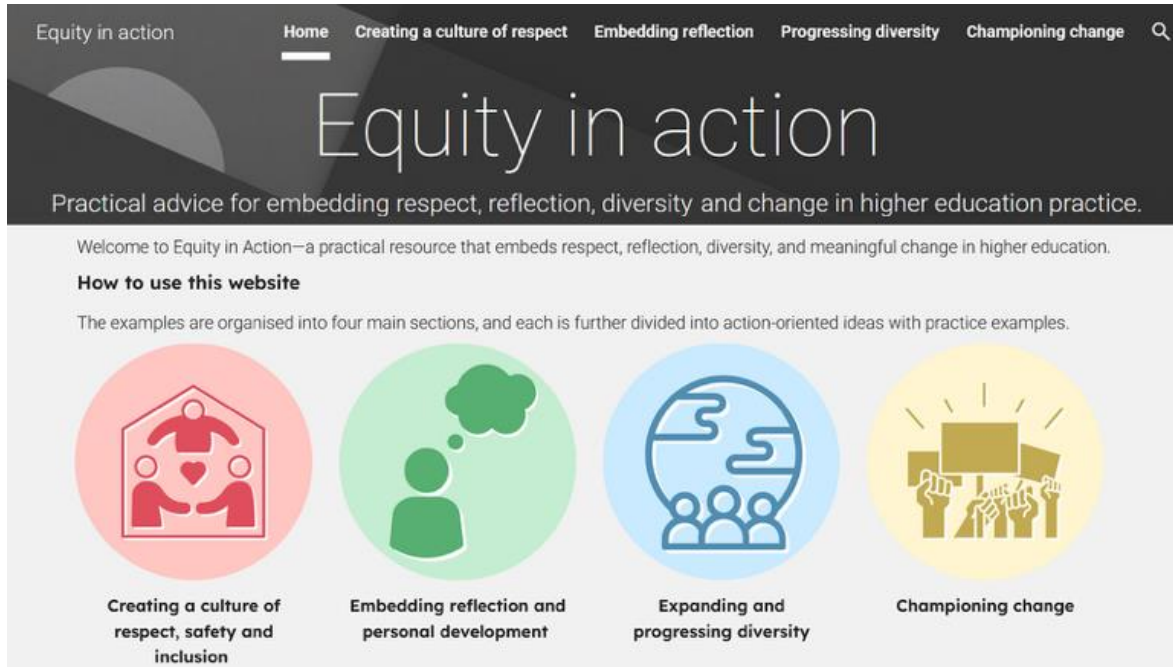 Equity in action Home Creating a culture of respect Embedding reflection Progressing diversity Championing change
Equity in action
Practical advice for embedding respect, reflection, diversity and change in higher education practice.
Welcome to Equity in Action—a practical resource that embeds respect, reflection, diversity, and meaningful change in higher education.
How to use this website
The examples are organised into four main sections, and each is further divided into action-oriented ideas with practice examples.
Creating a culture of
respect, safety and
inclusion
Embedding reflection and
personal development
Expanding and
progressing diversity
Championing change